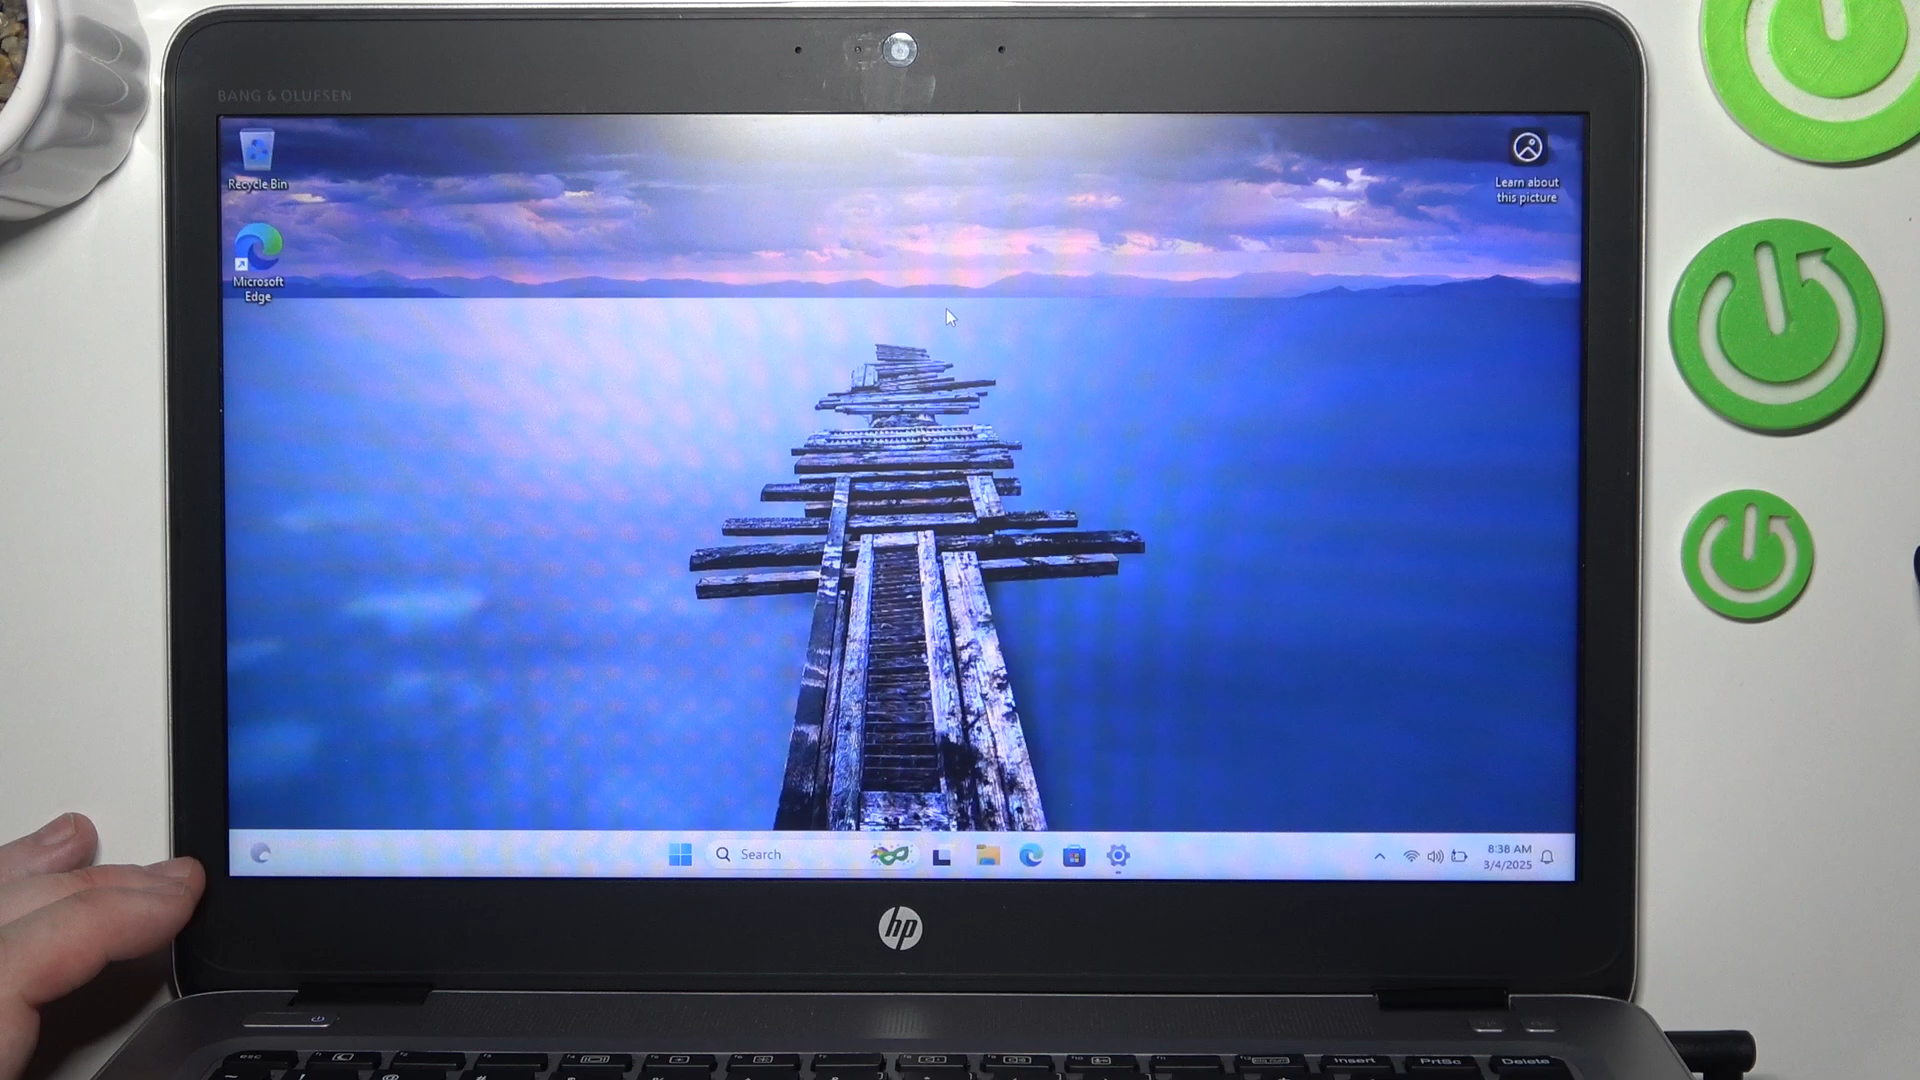 BANG & OLUFSEN
Recycle Bin
Learn about
this picture
Microsoft
Edge
Search
8:38 AM
3/4/2025
hp
esc
Insert
PrtSc
Delete